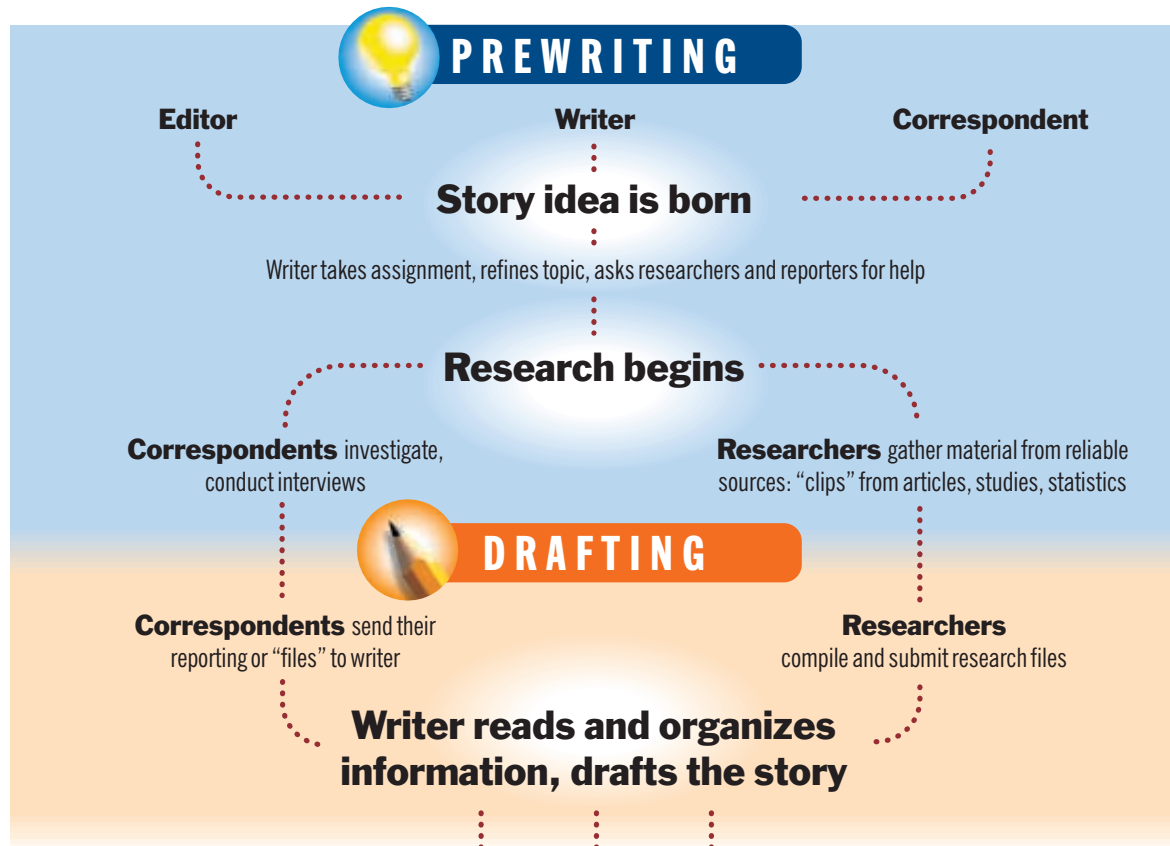 PREWRITING
Editor
Writer
Correspondent
Story idea is born
Writer takes assignment, refines topic, asks researchers and reporters for help
Research begins
Correspondents investigate,
conduct interviews
Researchers gather material from reliable
sources: “clips” from articles, studies, statistics
DRAFTING
Correspondents send their
reporting or “files” to writer
Researchers
compile and submit research files
Writer reads and organizes
information, drafts the story